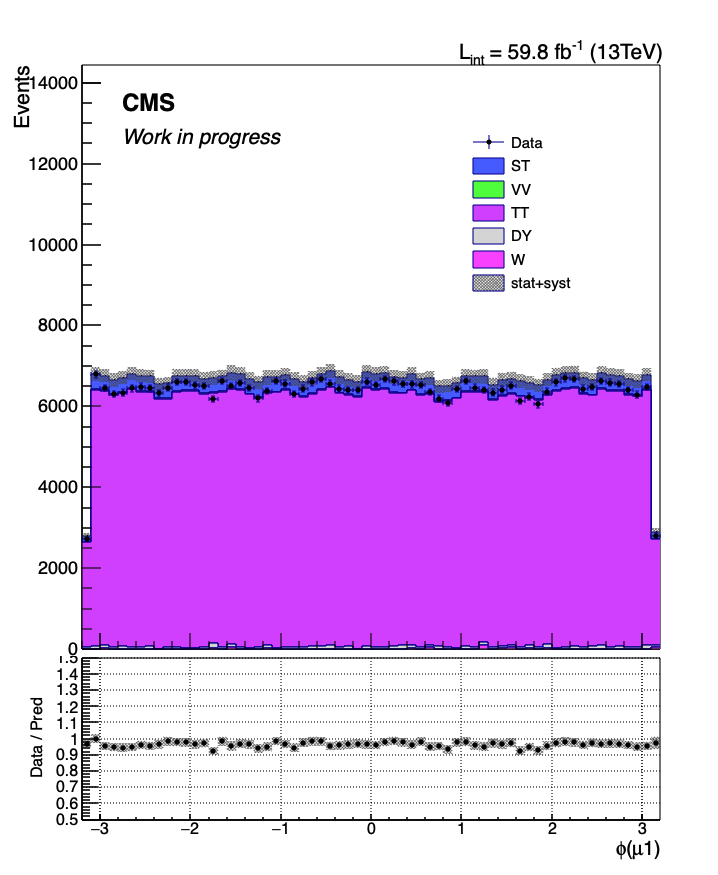 L_int = 59.8 fb⁻¹ (13TeV)
Events
14000
12000
10000
8000
6000
4000
2000
0
CMS
Work in progress
Data
ST
VV
TT
DY
W
stat+syst
Data / Pred
1.5
1.4
1.3
1.2
1.1
1
0.9
0.8
0.7
0.6
0.5
−3 −2 −1 0 1 2 3
ϕ(μ1)